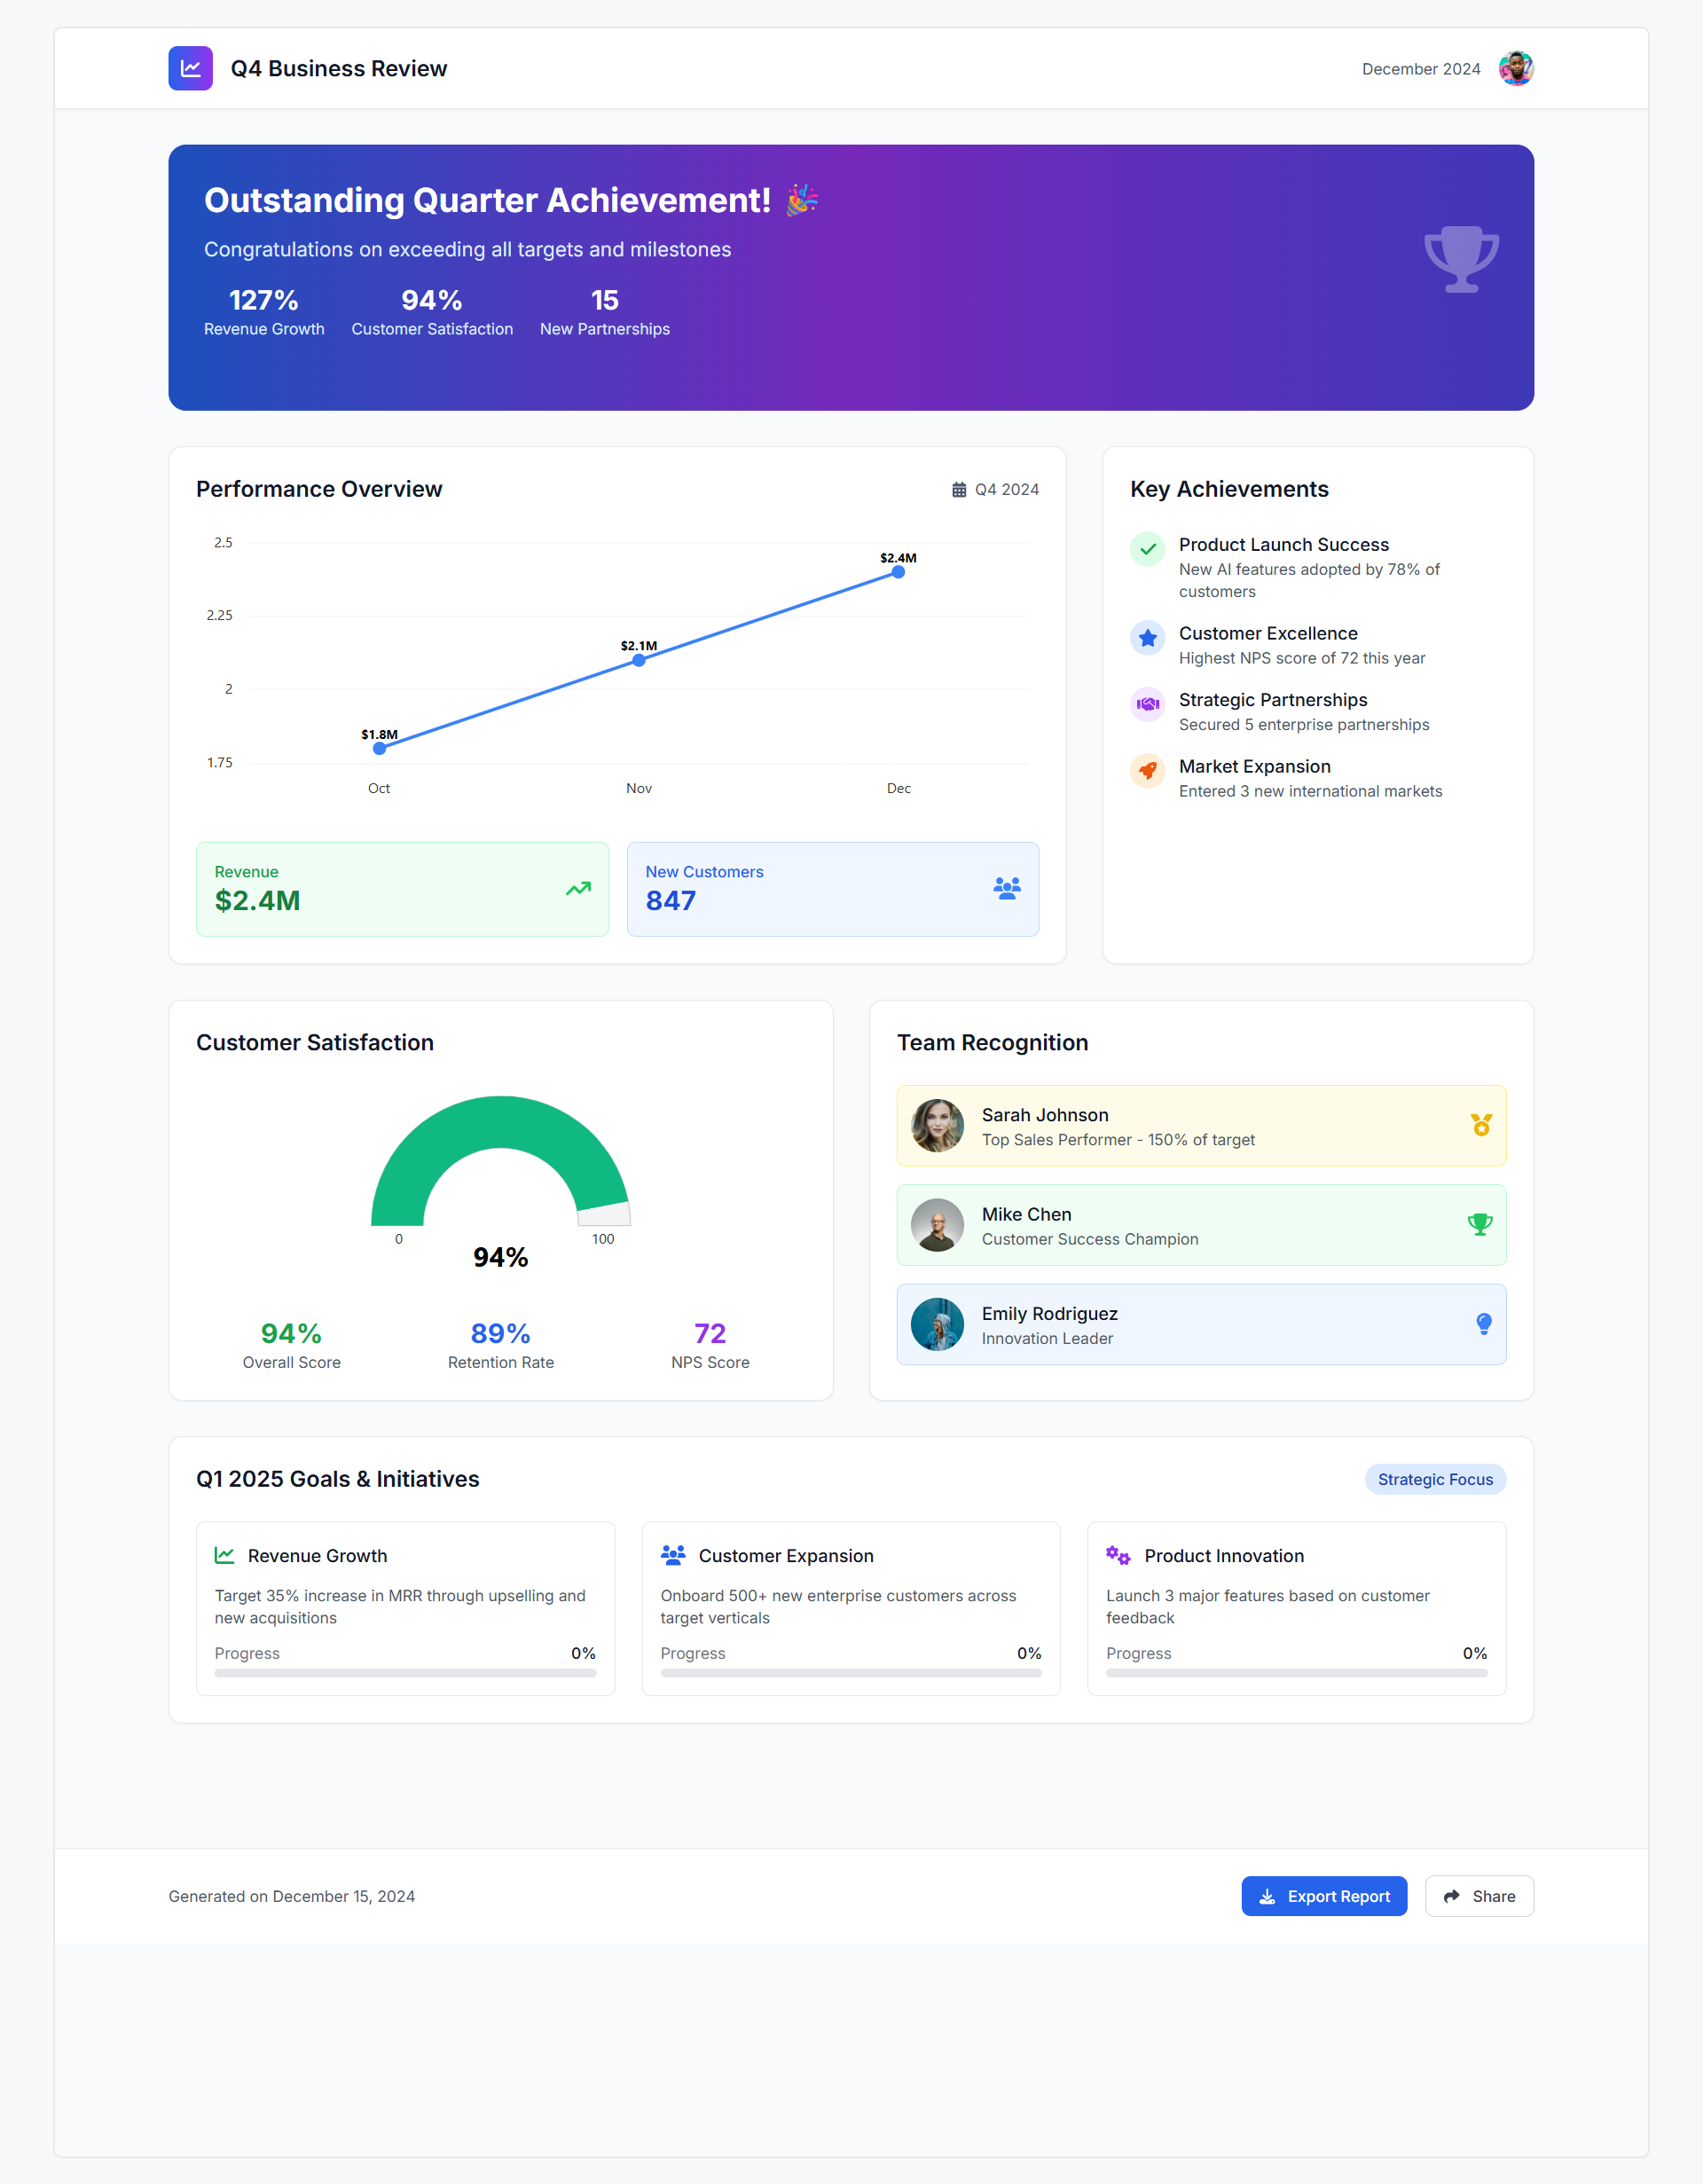 Q4 Business Review
December 2024
Outstanding Quarter Achievement! 🎉
Congratulations on exceeding all targets and milestones
127%
Revenue Growth
94%
Customer Satisfaction
15
New Partnerships
Performance Overview
Q4 2024
2.5
2.25
2
1.75
$1.8M
$2.1M
$2.4M
Oct
Nov
Dec
Revenue
$2.4M
New Customers
847
Key Achievements
Product Launch Success
New AI features adopted by 78% of
customers
Customer Excellence
Highest NPS score of 72 this year
Strategic Partnerships
Secured 5 enterprise partnerships
Market Expansion
Entered 3 new international markets
Customer Satisfaction
0
100
94%
94%
Overall Score
89%
Retention Rate
72
NPS Score
Team Recognition
Sarah Johnson
Top Sales Performer - 150% of target
Mike Chen
Customer Success Champion
Emily Rodriguez
Innovation Leader
Q1 2025 Goals & Initiatives
Strategic Focus
Revenue Growth
Target 35% increase in MRR through upselling and
new acquisitions
Progress
0%
Customer Expansion
Onboard 500+ new enterprise customers across
target verticals
Progress
0%
Product Innovation
Launch 3 major features based on customer
feedback
Progress
0%
Generated on December 15, 2024
Export Report
Share